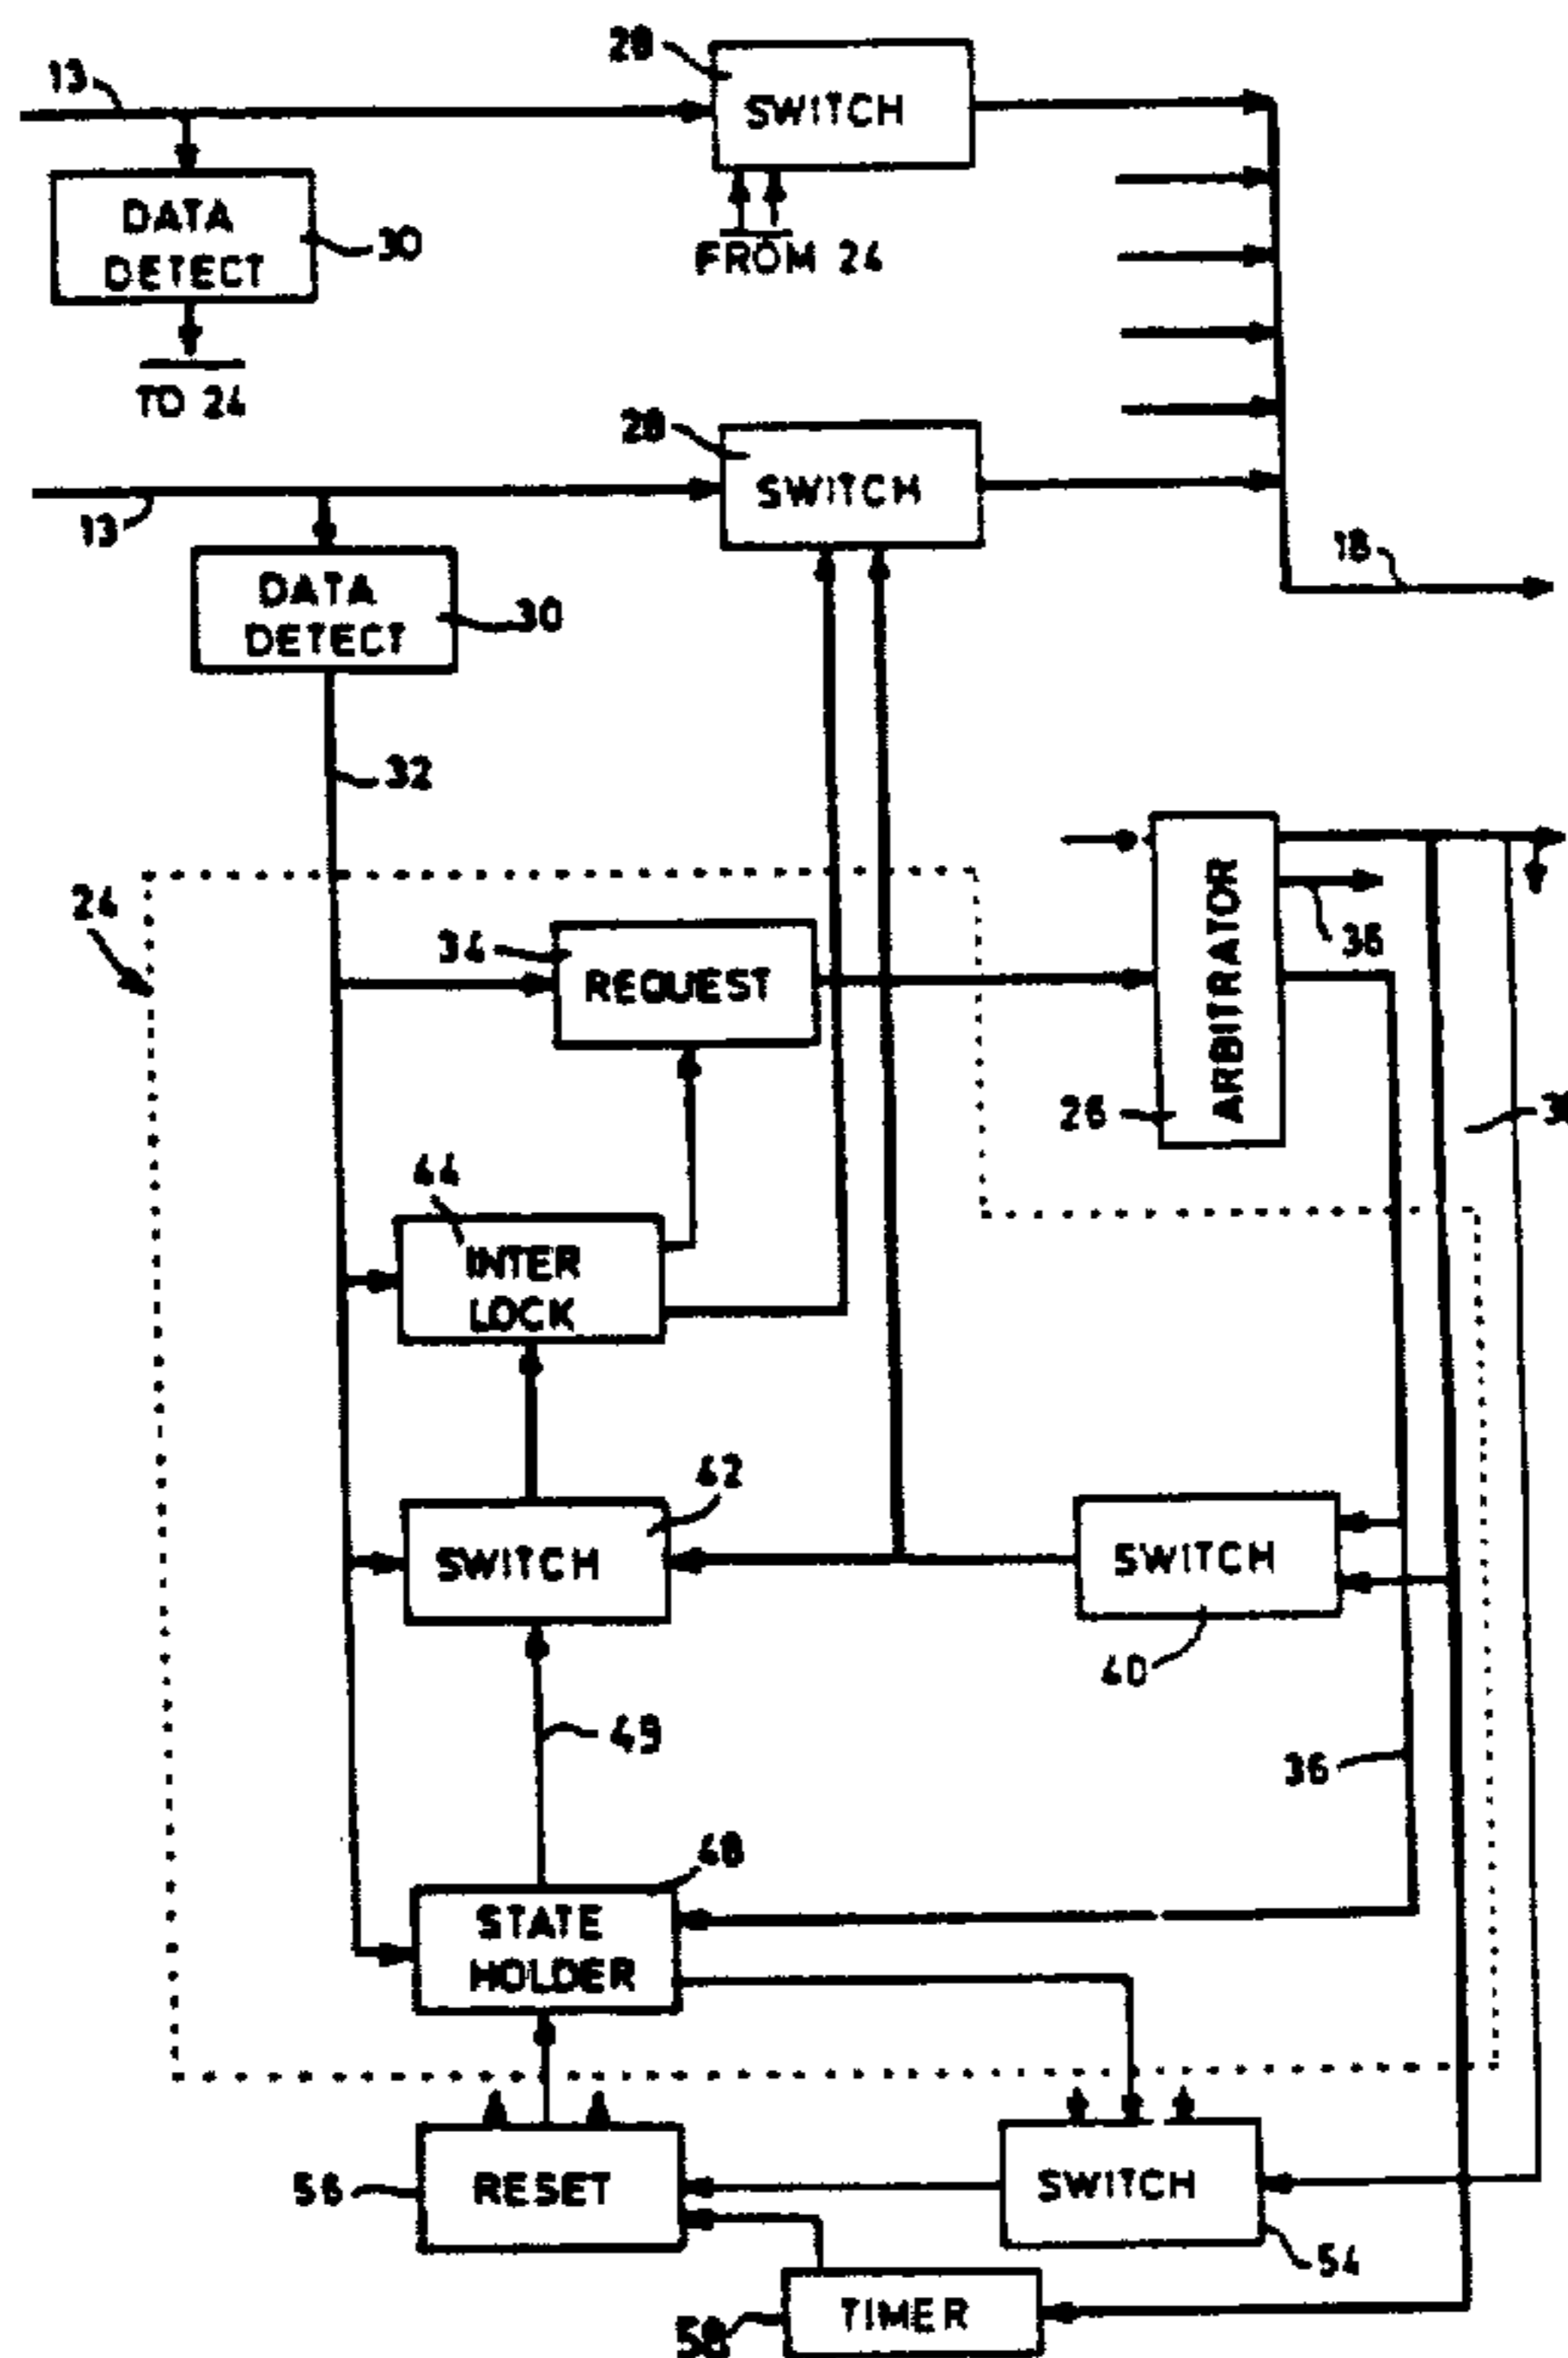 13
28
SWITCH
DATA
DETECT
30
FROM 24
TO 24
28
SWITCH
13
DATA
DETECT
30
18
32
24
34
REQUEST
ARBITRATOR
36
26
44
INTER
LOCK
42
SWITCH
SWITCH
40
49
36
48
STATE
HOLDER
56
RESET
SWITCH
54
TIMER
58